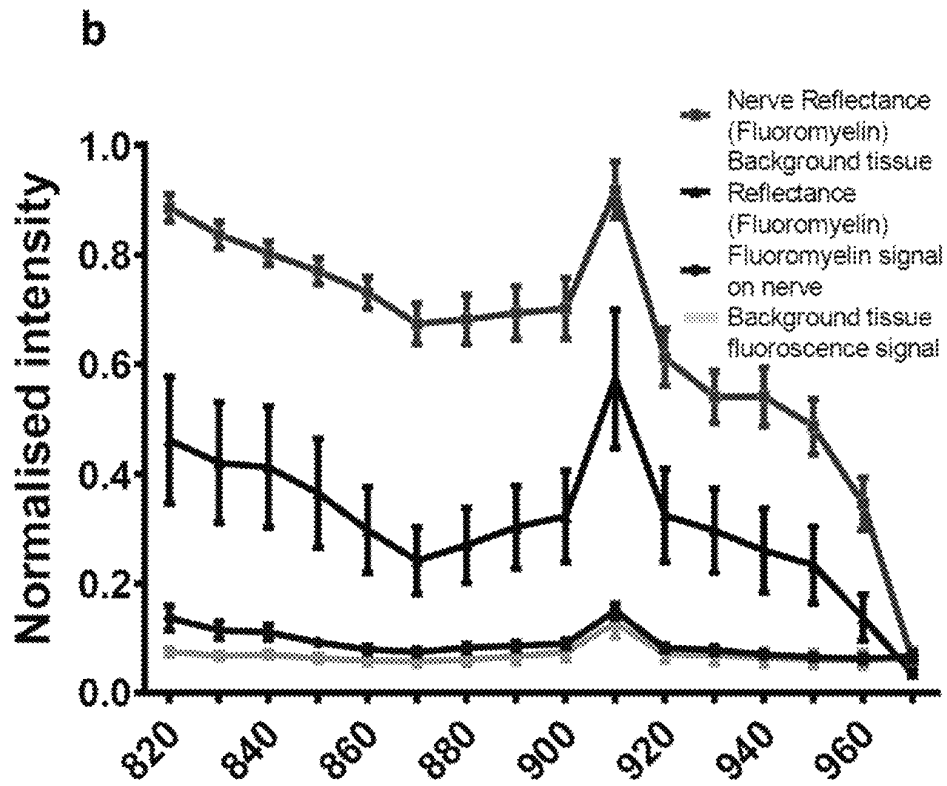 b
Normalised intensity
1.0
0.8
0.6
0.4
0.2
0.0
Nerve Reflectance
(Fluoromyelin)
Background tissue
Reflectance
(Fluoromyelin)
Fluoromyelin signal
on nerve
Background tissue
fluoroscence signal
820
840
860
880
900
920
940
960